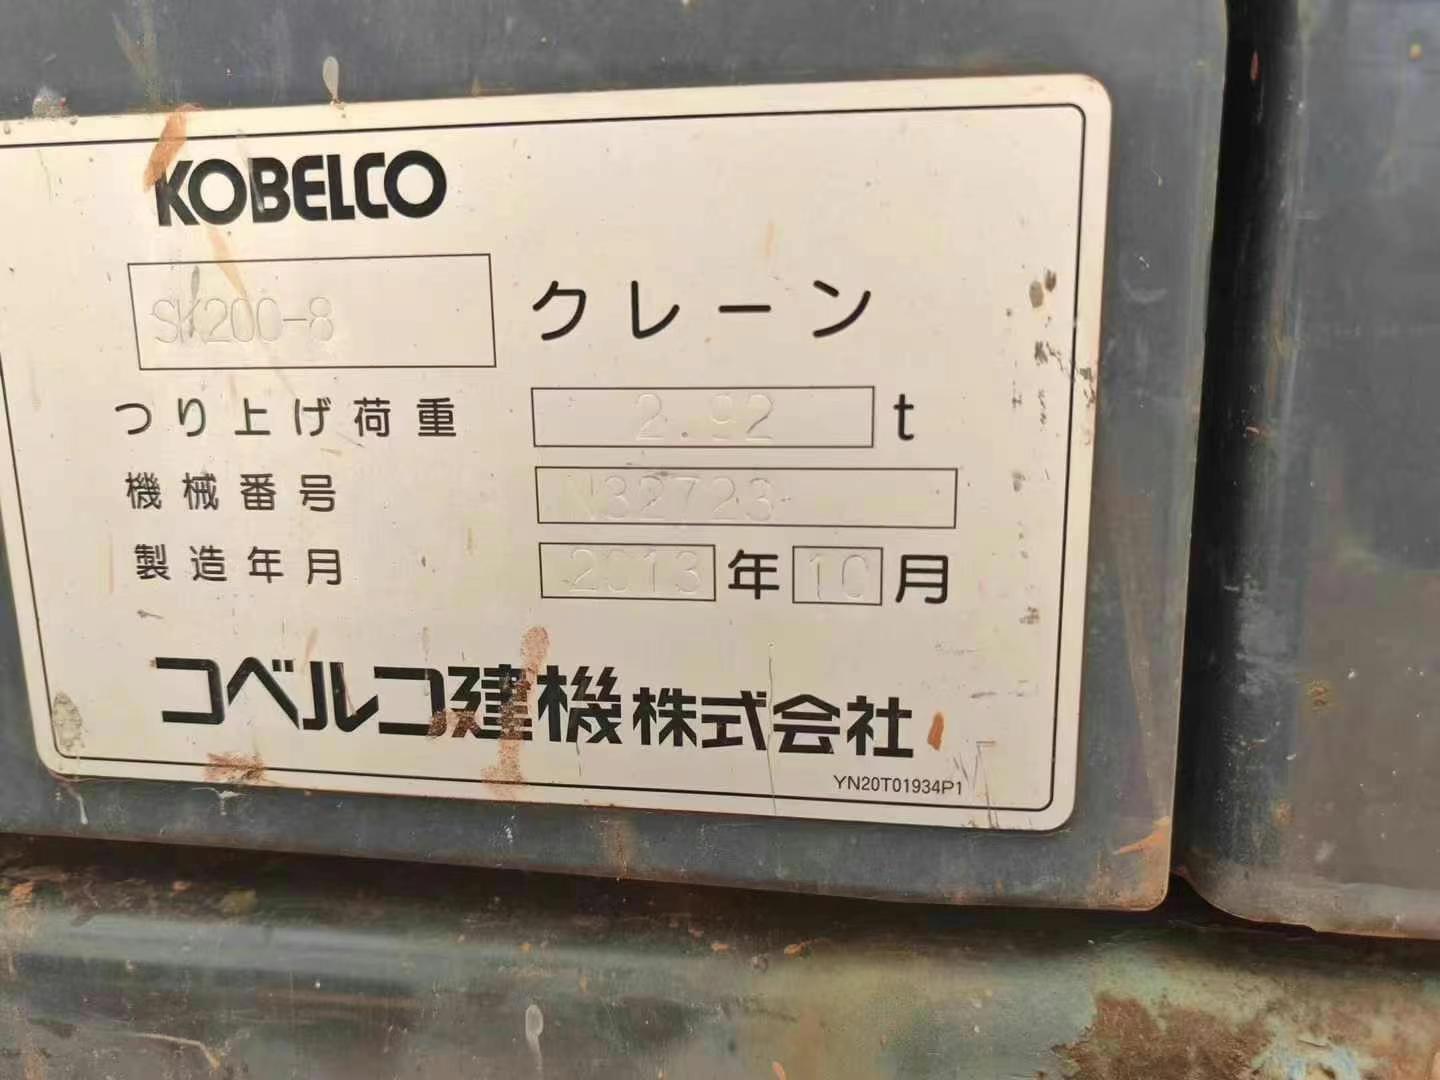 KOBELCO
SK200-8 クレーン
つり上げ荷重 2.92 t
機械番号 N32723
製造年月 2013 年 10 月
コベルコ建機株式会社
YN20T01934P1